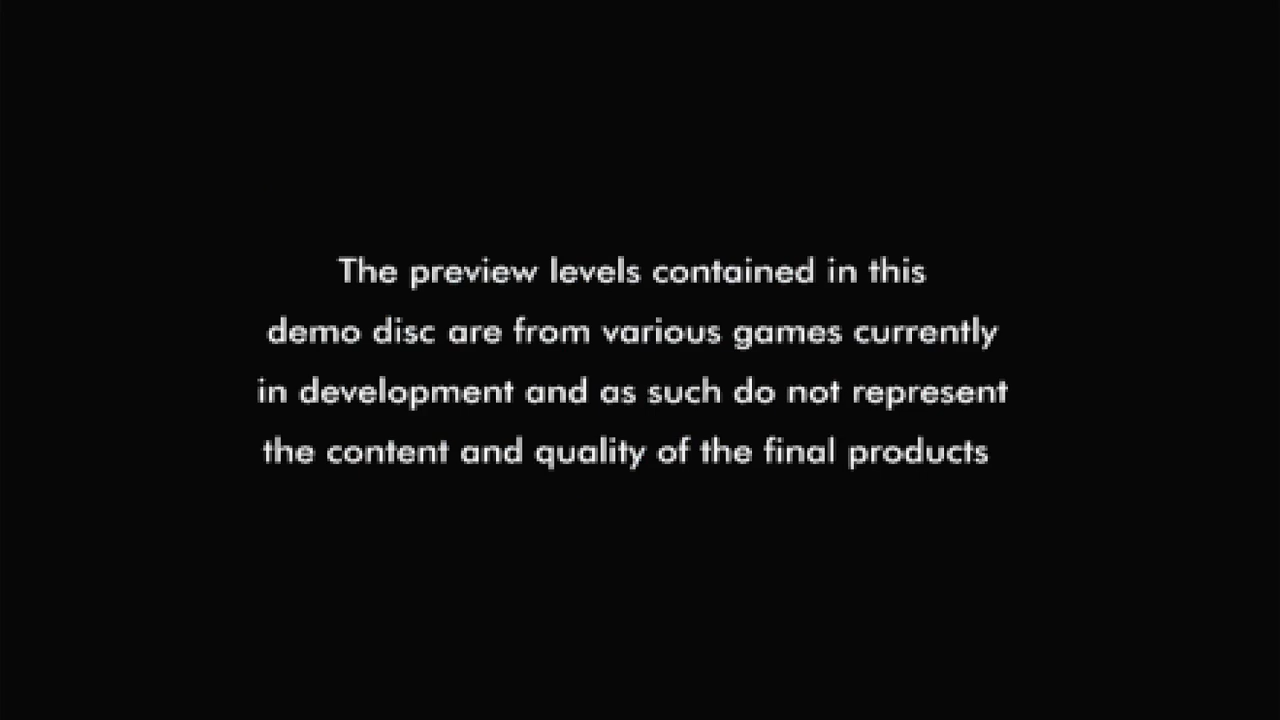 The preview levels contained in this
demo disc are from various games currently
in development and as such do not represent
the content and quality of the final products